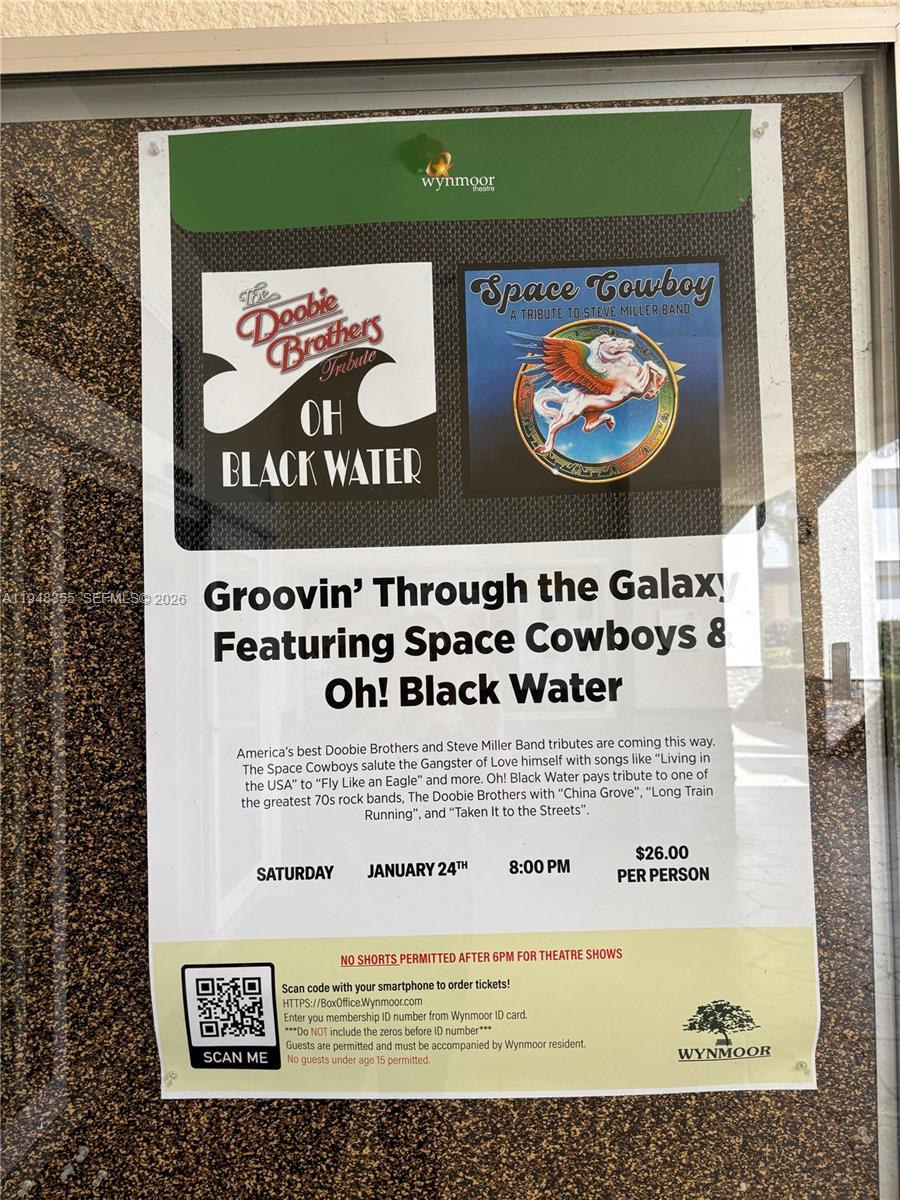 wynmoor
theatre
The
Doobie
Brothers
Tribute
OH
BLACK WATER
Space Cowboy
A TRIBUTE TO STEVE MILLER BAND
A11948355 SEFMLS© 2026
Groovin’ Through the Galaxy
Featuring Space Cowboys &
Oh! Black Water
America’s best Doobie Brothers and Steve Miller Band tributes are coming this way.
The Space Cowboys salute the Gangster of Love himself with songs like “Living in
the USA” to “Fly Like an Eagle” and more. Oh! Black Water pays tribute to one of
the greatest 70s rock bands, The Doobie Brothers with “China Grove”, “Long Train
Running”, and “Taken It to the Streets”.
SATURDAY JANUARY 24TH 8:00 PM $26.00
PER PERSON
NO SHORTS PERMITTED AFTER 6PM FOR THEATRE SHOWS
Scan code with your smartphone to order tickets!
HTTPS://BoxOffice.Wynmoor.com
Enter you membership ID number from Wynmoor ID card.
***Do NOT include the zeros before ID number***
Guests are permitted and must be accompanied by Wynmoor resident.
No guests under age 15 permitted.
SCAN ME
WYNMOOR